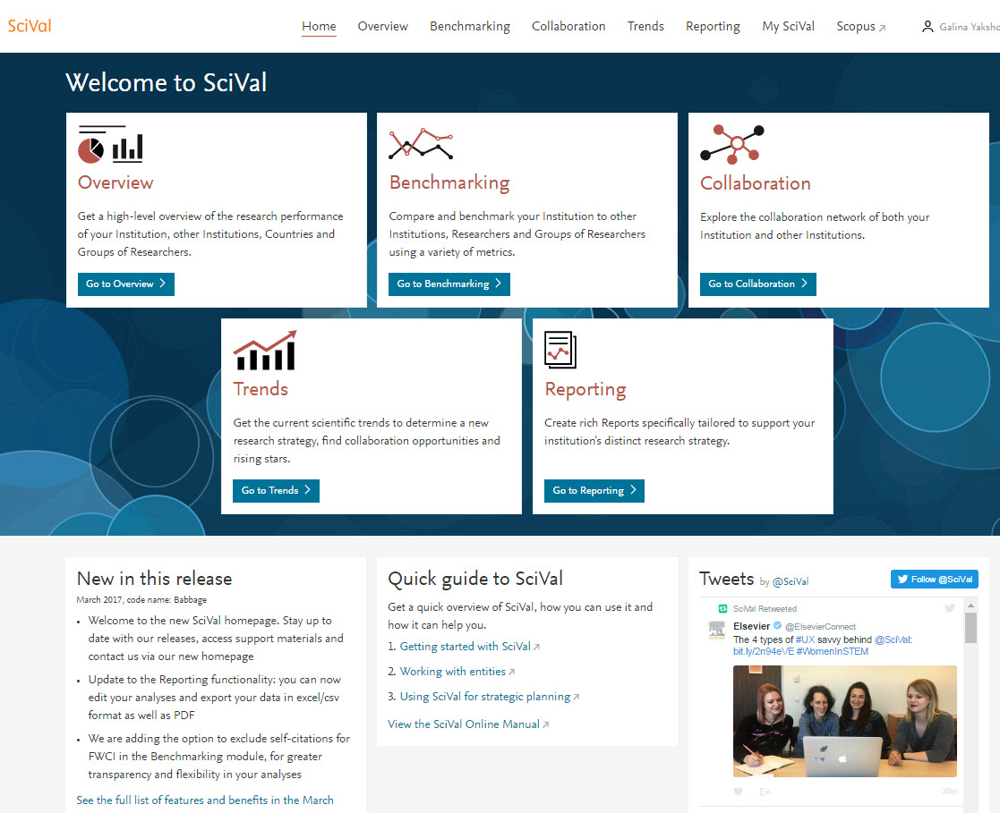 SciVal
Home Overview Benchmarking Collaboration Trends Reporting My SciVal Scopus
Galina Yaksho
Welcome to SciVal
Overview
Get a high-level overview of the research performance
of your Institution, other Institutions, Countries and
Groups of Researchers.
Go to Overview
Benchmarking
Compare and benchmark your Institution to other
Institutions, Researchers and Groups of Researchers
using a variety of metrics.
Go to Benchmarking
Collaboration
Explore the collaboration network of both your
Institution and other Institutions.
Go to Collaboration
Trends
Get the current scientific trends to determine a new
research strategy, find collaboration opportunities and
rising stars.
Go to Trends
Reporting
Create rich Reports specifically tailored to support your
institution's distinct research strategy.
Go to Reporting
New in this release
March 2017, code name: Babbage
• Welcome to the new SciVal homepage. Stay up to
date with our releases, access support materials and
contact us via our new homepage
• Update to the Reporting functionality: you can now
edit your analyses and export your data in excel/csv
format as well as PDF
• We are adding the option to exclude self-citations for
FWCI in the Benchmarking module, for greater
transparency and flexibility in your analyses
See the full list of features and benefits in the March
Quick guide to SciVal
Get a quick overview of SciVal, how you can use it and
how it can help you.
1. Getting started with SciVal
2. Working with entities
3. Using SciVal for strategic planning
View the SciVal Online Manual
Tweets by @SciVal
Follow @SciVal
SciVal Retweeted
Elsevier @ElsevierConnect
The 4 types of #UX savvy behind @SciVal:
bit.ly/2n94eVE #WomenInSTEM
39m